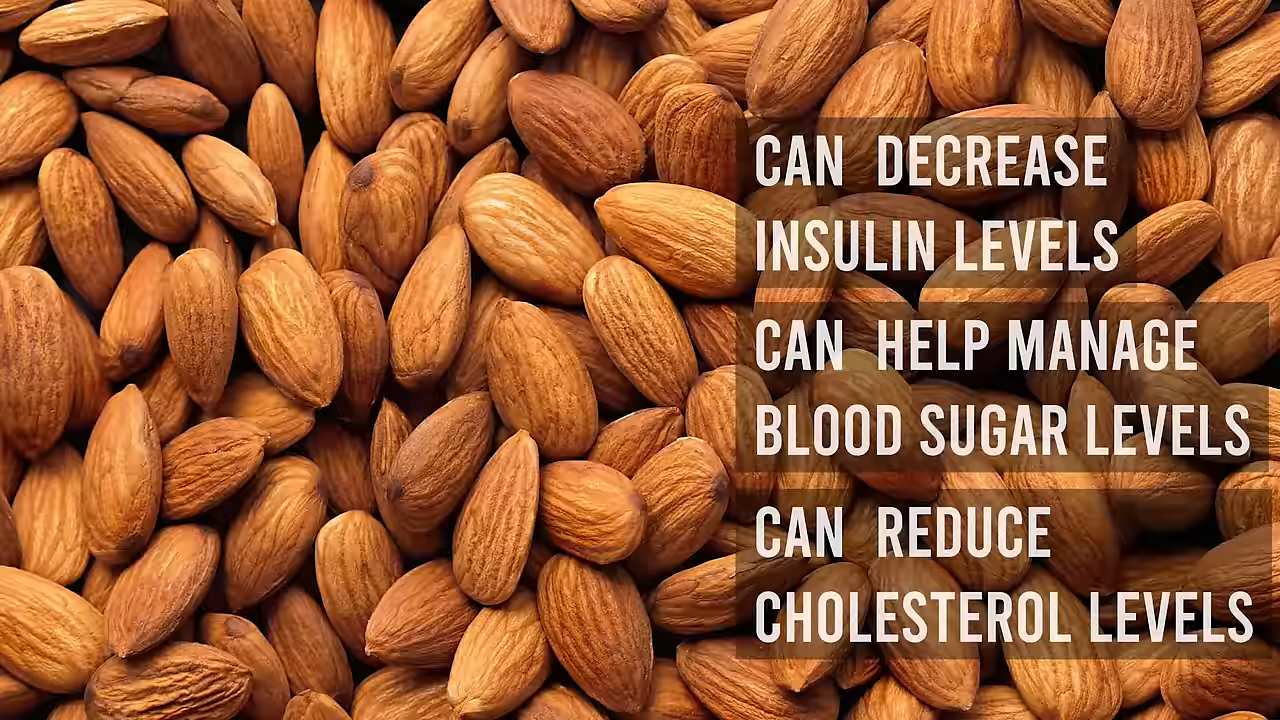 CAN DECREASE
INSULIN LEVELS
CAN HELP MANAGE
BLOOD SUGAR LEVELS
CAN REDUCE
CHOLESTEROL LEVELS